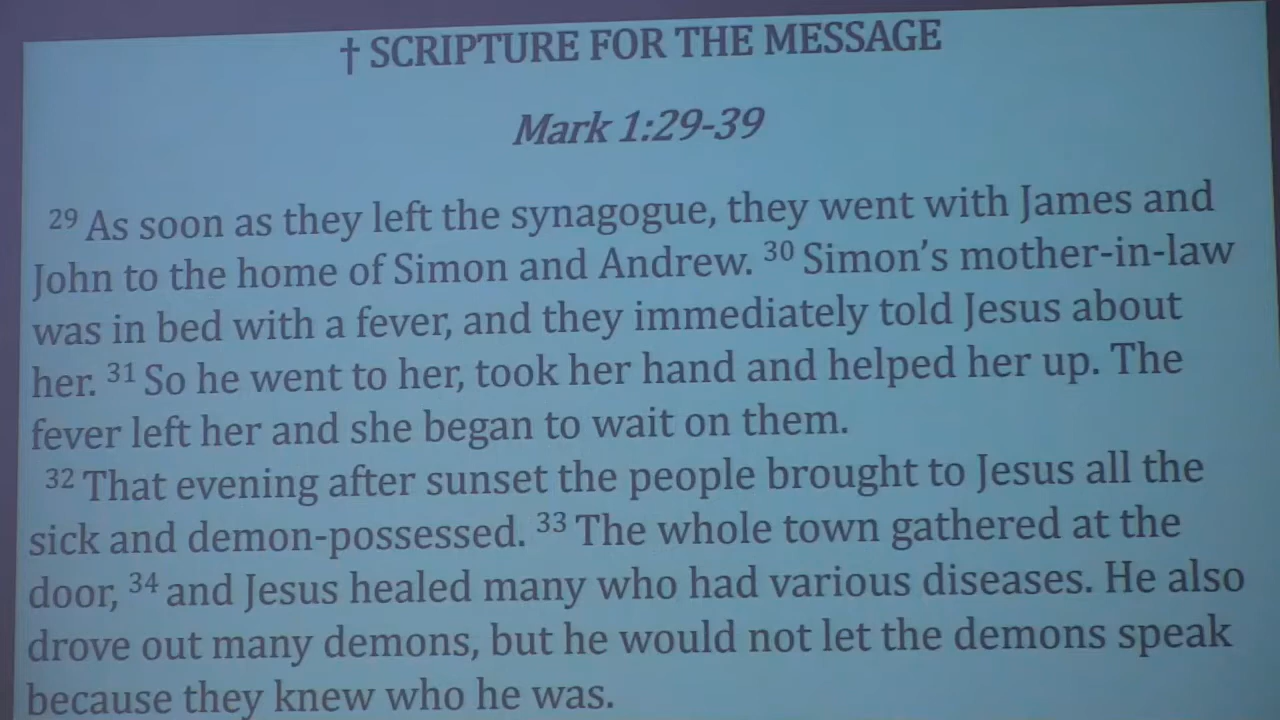 † SCRIPTURE FOR THE MESSAGE
Mark 1:29-39
29 As soon as they left the synagogue, they went with James and
John to the home of Simon and Andrew. 30 Simon's mother-in-law
was in bed with a fever, and they immediately told Jesus about
her. 31 So he went to her, took her hand and helped her up. The
fever left her and she began to wait on them.
32 That evening after sunset the people brought to Jesus all the
sick and demon-possessed. 33 The whole town gathered at the
door, 34 and Jesus healed many who had various diseases. He also
drove out many demons, but he would not let the demons speak
because they knew who he was.